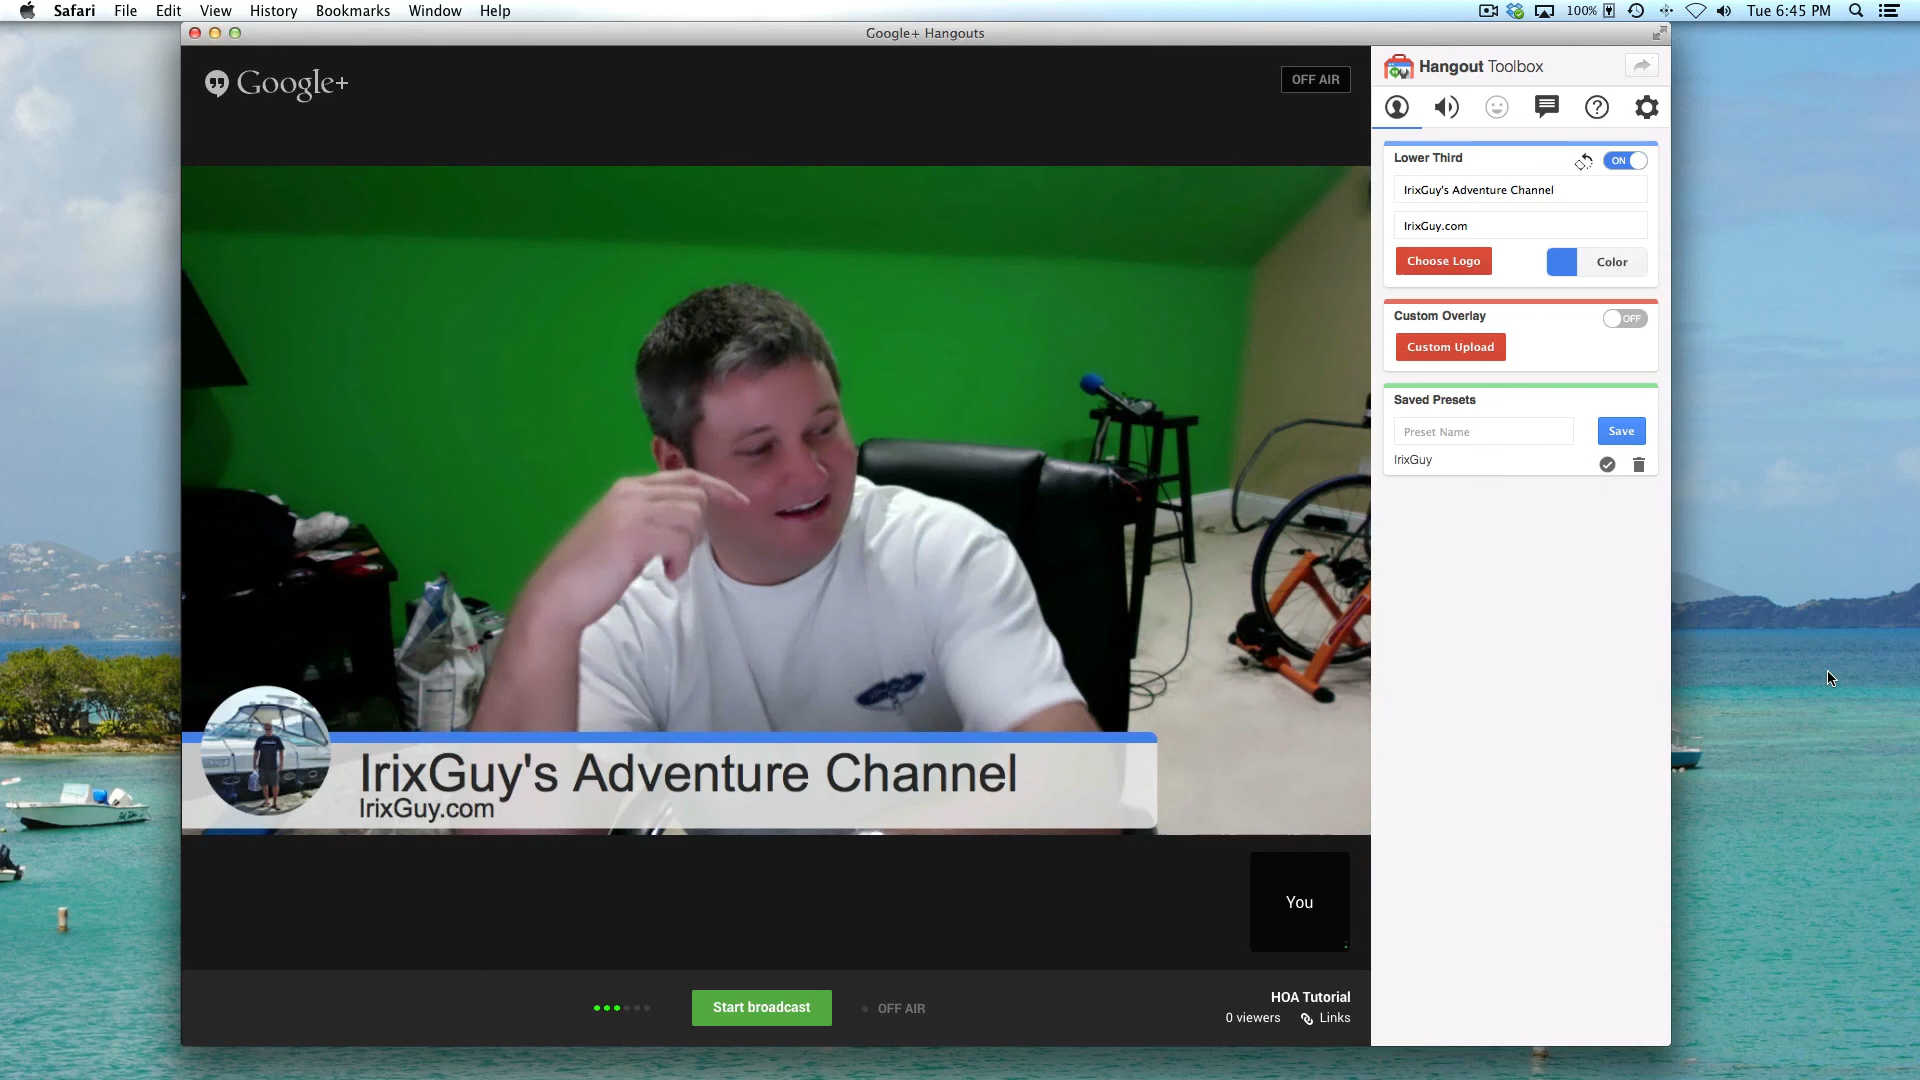 Safari File Edit View History Bookmarks Window Help 100% Tue 6:45 PM
Google+ Hangouts
Google+
OFF AIR
Hangout Toolbox
Lower Third
ON
IrixGuy's Adventure Channel
IrixGuy.com
Choose Logo
Color
Custom Overlay
OFF
Custom Upload
Saved Presets
Preset Name
Save
IrixGuy
IrixGuy's Adventure Channel
IrixGuy.com
You
Start broadcast
OFF AIR
HOA Tutorial
0 viewers
Links